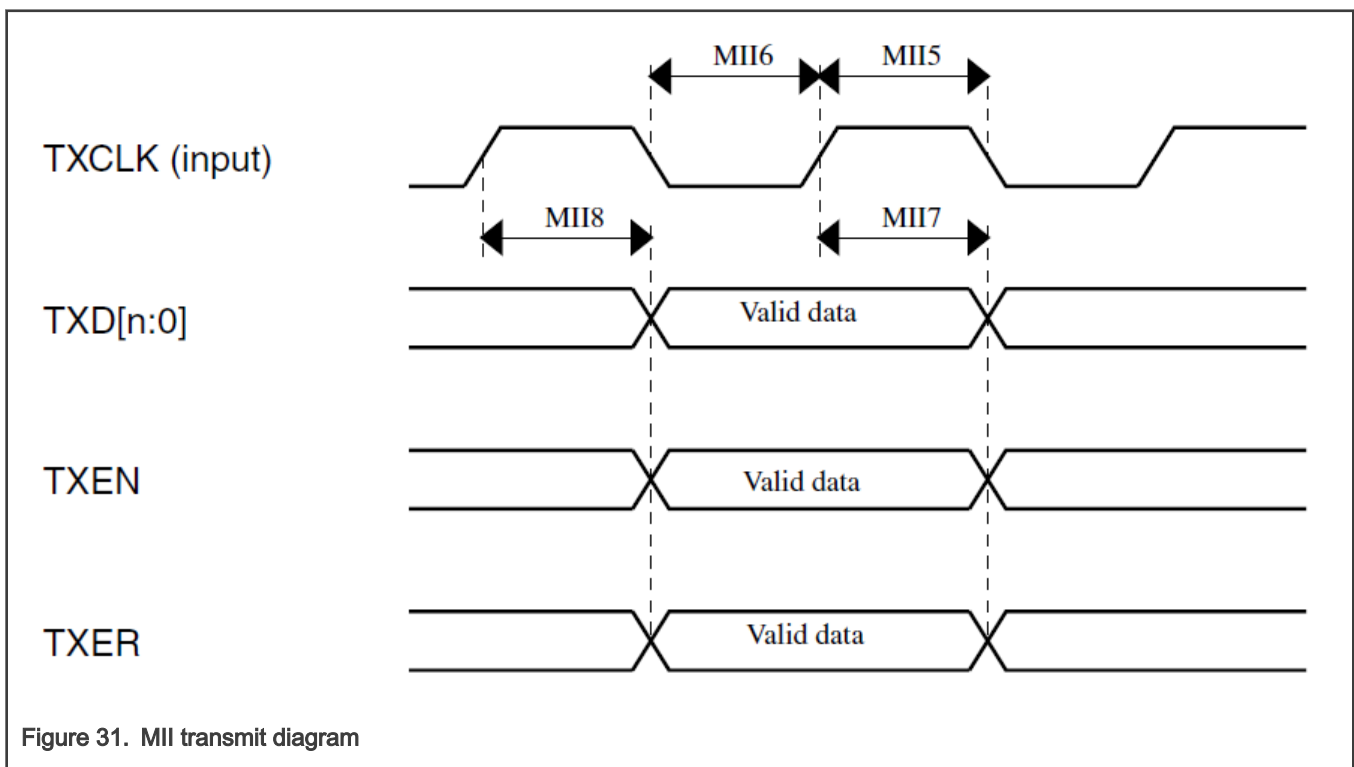 MII6 MII5
TXCLK (input)
MII8 MII7
TXD[n:0] Valid data
TXEN Valid data
TXER Valid data
Figure 31. MII transmit diagram